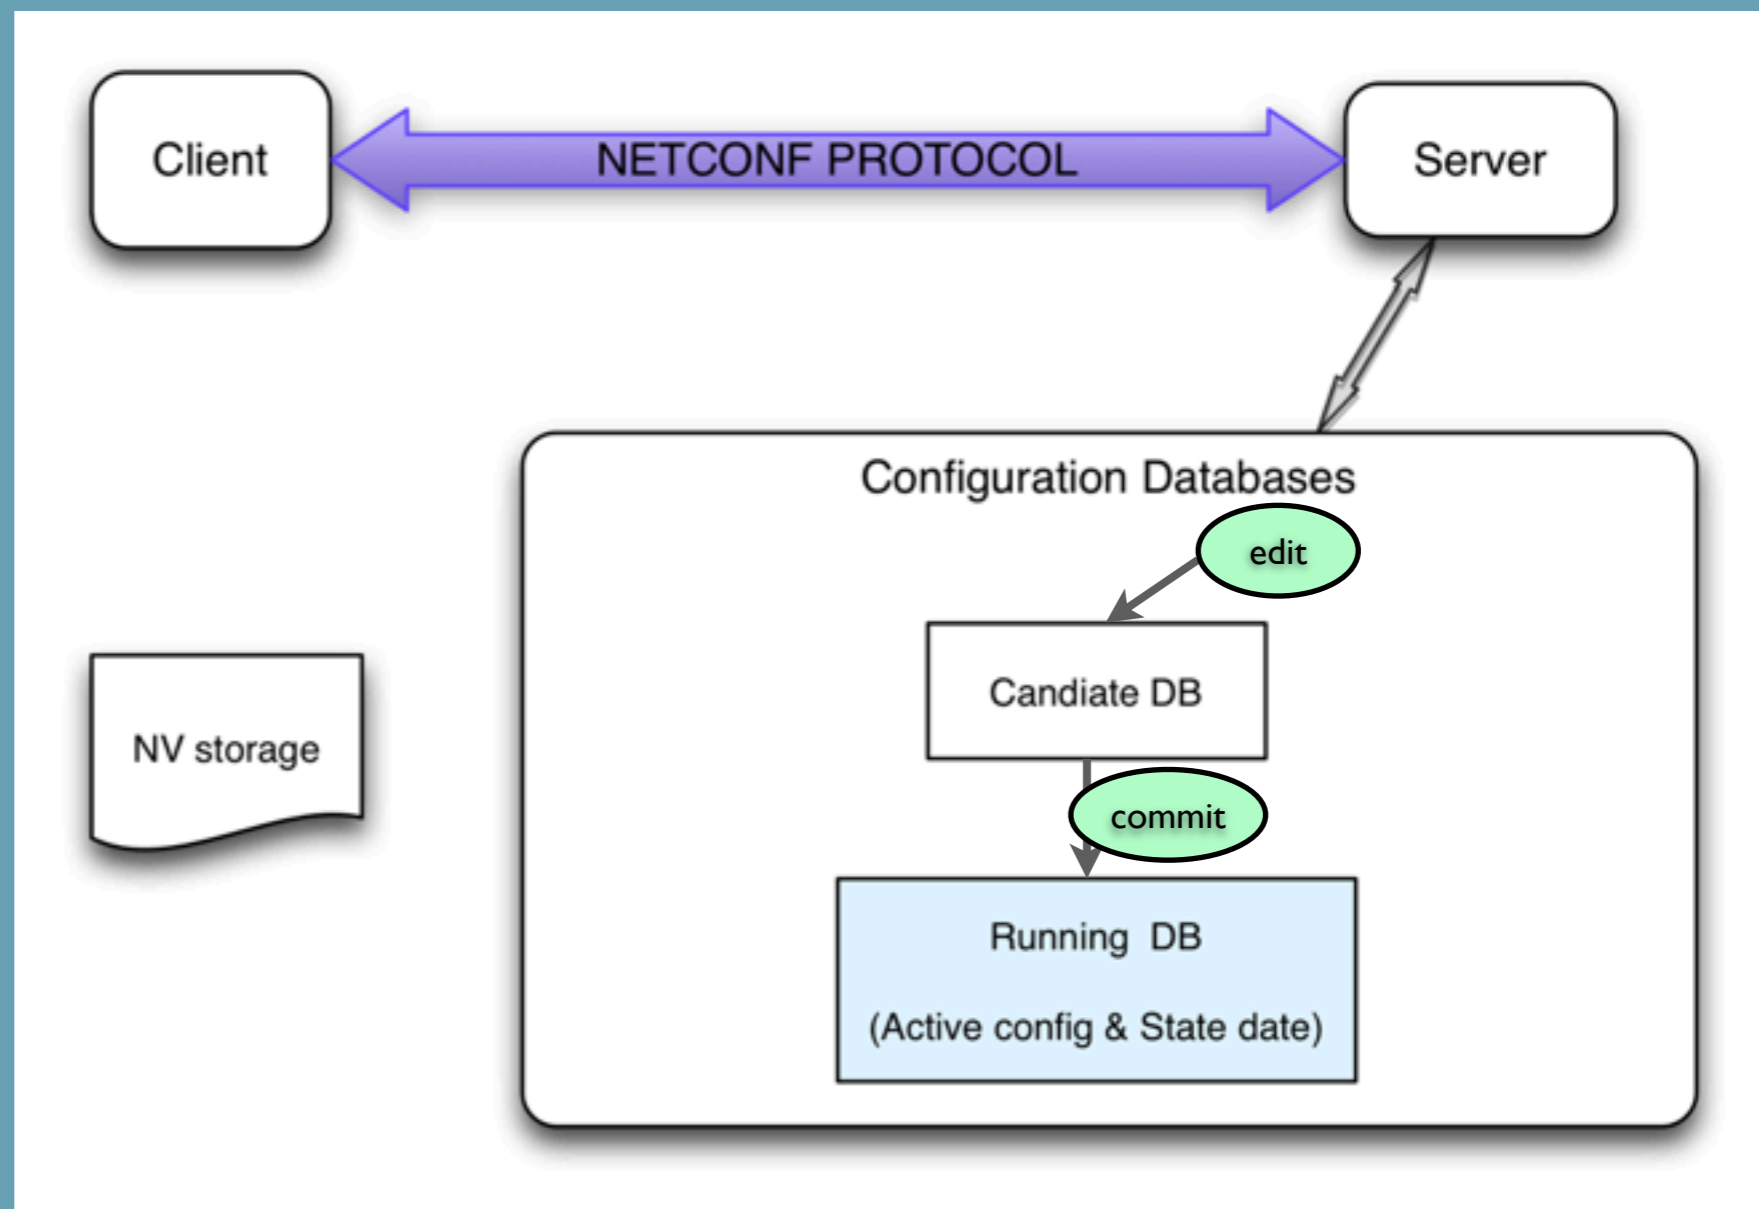 Client
NETCONF PROTOCOL
Server
Configuration Databases
edit
Candiate DB
NV storage
commit
Running DB
(Active config & State date)